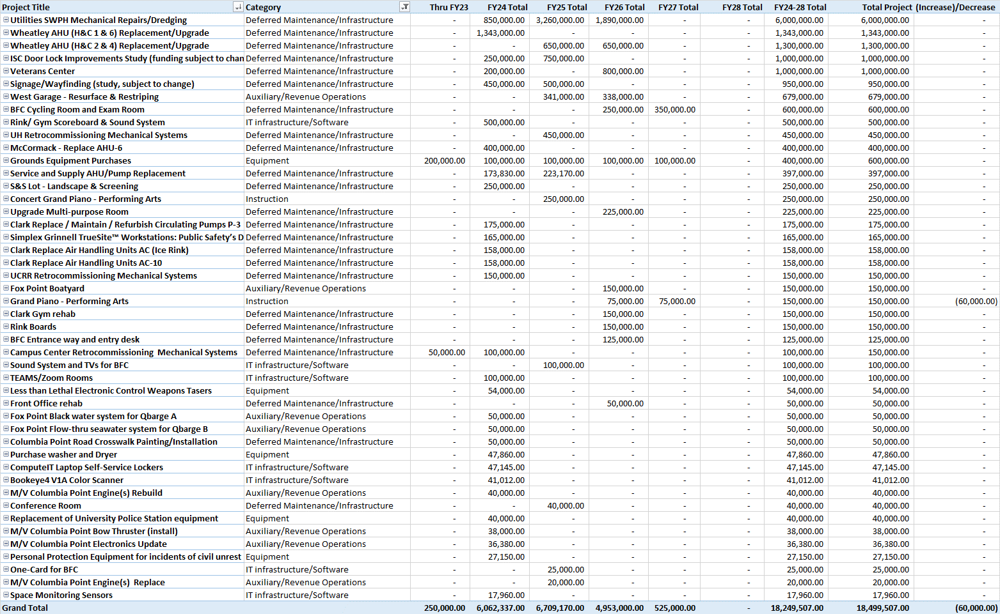 Project Title Category Thru FY23 FY24 Total FY25 Total FY26 Total FY27 Total FY28 Total FY24-28 Total Total Project (Increase)/Decrease
Utilities SWPH Mechanical Repairs/Dredging Deferred Maintenance/Infrastructure - 850,000.00 3,260,000.00 1,890,000.00 - - 6,000,000.00 6,000,000.00 -
Wheatley AHU (H&C 1 & 6) Replacement/Upgrade Deferred Maintenance/Infrastructure - 1,343,000.00 - - - - 1,343,000.00 1,343,000.00 -
Wheatley AHU (H&C 2 & 4) Replacement/Upgrade Deferred Maintenance/Infrastructure - - 650,000.00 650,000.00 - - 1,300,000.00 1,300,000.00 -
ISC Door Lock Improvements Study (funding subject to chan Deferred Maintenance/Infrastructure - 250,000.00 750,000.00 - - - 1,000,000.00 1,000,000.00 -
Veterans Center Deferred Maintenance/Infrastructure - 200,000.00 - 800,000.00 - - 1,000,000.00 1,000,000.00 -
Signage/Wayfinding (study, subject to change) Deferred Maintenance/Infrastructure - 450,000.00 500,000.00 - - - 950,000.00 950,000.00 -
West Garage - Resurface & Restriping Auxiliary/Revenue Operations - - 341,000.00 338,000.00 - - 679,000.00 679,000.00 -
BFC Cycling Room and Exam Room Deferred Maintenance/Infrastructure - - - 250,000.00 350,000.00 - 600,000.00 600,000.00 -
Rink/ Gym Scoreboard & Sound System IT infrastructure/Software - 500,000.00 - - - - 500,000.00 500,000.00 -
UH Retrocommissioning Mechanical Systems Deferred Maintenance/Infrastructure - - 450,000.00 - - - 450,000.00 450,000.00 -
McCormack - Replace AHU-6 Deferred Maintenance/Infrastructure - 400,000.00 - - - - 400,000.00 400,000.00 -
Grounds Equipment Purchases Equipment 200,000.00 100,000.00 100,000.00 100,000.00 100,000.00 - 400,000.00 600,000.00 -
Service and Supply AHU/Pump Replacement Deferred Maintenance/Infrastructure - 173,830.00 223,170.00 - - - 397,000.00 397,000.00 -
S&S Lot - Landscape & Screening Deferred Maintenance/Infrastructure - 250,000.00 - - - - 250,000.00 250,000.00 -
Concert Grand Piano - Performing Arts Instruction - - 250,000.00 - - - 250,000.00 250,000.00 -
Upgrade Multi-purpose Room Deferred Maintenance/Infrastructure - - - 225,000.00 - - 225,000.00 225,000.00 -
Clark Replace / Maintain / Refurbish Circulating Pumps P-3 Deferred Maintenance/Infrastructure - 175,000.00 - - - - 175,000.00 175,000.00 -
Simplex Grinnell TrueSite™ Workstations: Public Safety’s D Deferred Maintenance/Infrastructure - 165,000.00 - - - - 165,000.00 165,000.00 -
Clark Replace Air Handling Units AC (Ice Rink) Deferred Maintenance/Infrastructure - 158,000.00 - - - - 158,000.00 158,000.00 -
Clark Replace Air Handling Units AC-10 Deferred Maintenance/Infrastructure - 158,000.00 - - - - 158,000.00 158,000.00 -
UCRR Retrocommissioning Mechanical Systems Deferred Maintenance/Infrastructure - 150,000.00 - - - - 150,000.00 150,000.00 -
Fox Point Boatyard Auxiliary/Revenue Operations - - - 150,000.00 - - 150,000.00 150,000.00 -
Grand Piano - Performing Arts Instruction - - - 75,000.00 75,000.00 - 150,000.00 150,000.00 (60,000.00)
Clark Gym rehab Deferred Maintenance/Infrastructure - - - 150,000.00 - - 150,000.00 150,000.00 -
Rink Boards Deferred Maintenance/Infrastructure - - - 150,000.00 - - 150,000.00 150,000.00 -
BFC Entrance way and entry desk Deferred Maintenance/Infrastructure - - - 125,000.00 - - 125,000.00 125,000.00 -
Campus Center Retrocommissioning  Mechanical Systems Deferred Maintenance/Infrastructure 50,000.00 100,000.00 - - - - 100,000.00 150,000.00 -
Sound System and TVs for BFC IT infrastructure/Software - - 100,000.00 - - - 100,000.00 100,000.00 -
TEAMS/Zoom Rooms IT infrastructure/Software - 100,000.00 - - - - 100,000.00 100,000.00 -
Less than Lethal Electronic Control Weapons Tasers Equipment - 54,000.00 - - - - 54,000.00 54,000.00 -
Front Office rehab Deferred Maintenance/Infrastructure - - - 50,000.00 - - 50,000.00 50,000.00 -
Fox Point Black water system for Qbarge A Auxiliary/Revenue Operations - 50,000.00 - - - - 50,000.00 50,000.00 -
Fox Point Flow-thru seawater system for Qbarge B Auxiliary/Revenue Operations - 50,000.00 - - - - 50,000.00 50,000.00 -
Columbia Point Road Crosswalk Painting/Installation Deferred Maintenance/Infrastructure - 50,000.00 - - - - 50,000.00 50,000.00 -
Purchase washer and Dryer Equipment - 47,860.00 - - - - 47,860.00 47,860.00 -
ComputeIT Laptop Self-Service Lockers IT infrastructure/Software - 47,145.00 - - - - 47,145.00 47,145.00 -
Bookeye4 V1A Color Scanner IT infrastructure/Software - 41,012.00 - - - - 41,012.00 41,012.00 -
M/V Columbia Point Engine(s) Rebuild Auxiliary/Revenue Operations - 40,000.00 - - - - 40,000.00 40,000.00 -
Conference Room Deferred Maintenance/Infrastructure - - 40,000.00 - - - 40,000.00 40,000.00 -
Replacement of University Police Station equipment Equipment - 40,000.00 - - - - 40,000.00 40,000.00 -
M/V Columbia Point Bow Thruster (install) Auxiliary/Revenue Operations - 38,000.00 - - - - 38,000.00 38,000.00 -
M/V Columbia Point Electronics Update Auxiliary/Revenue Operations - 36,380.00 - - - - 36,380.00 36,380.00 -
Personal Protection Equipment for incidents of civil unrest Equipment - 27,150.00 - - - - 27,150.00 27,150.00 -
One-Card for BFC IT infrastructure/Software - - 25,000.00 - - - 25,000.00 25,000.00 -
M/V Columbia Point Engine(s)  Replace Auxiliary/Revenue Operations - - 20,000.00 - - - 20,000.00 20,000.00 -
Space Monitoring Sensors IT infrastructure/Software - 17,960.00 - - - - 17,960.00 17,960.00 -
Grand Total 250,000.00 6,062,337.00 6,709,170.00 4,953,000.00 525,000.00 - 18,249,507.00 18,499,507.00 (60,000.00)